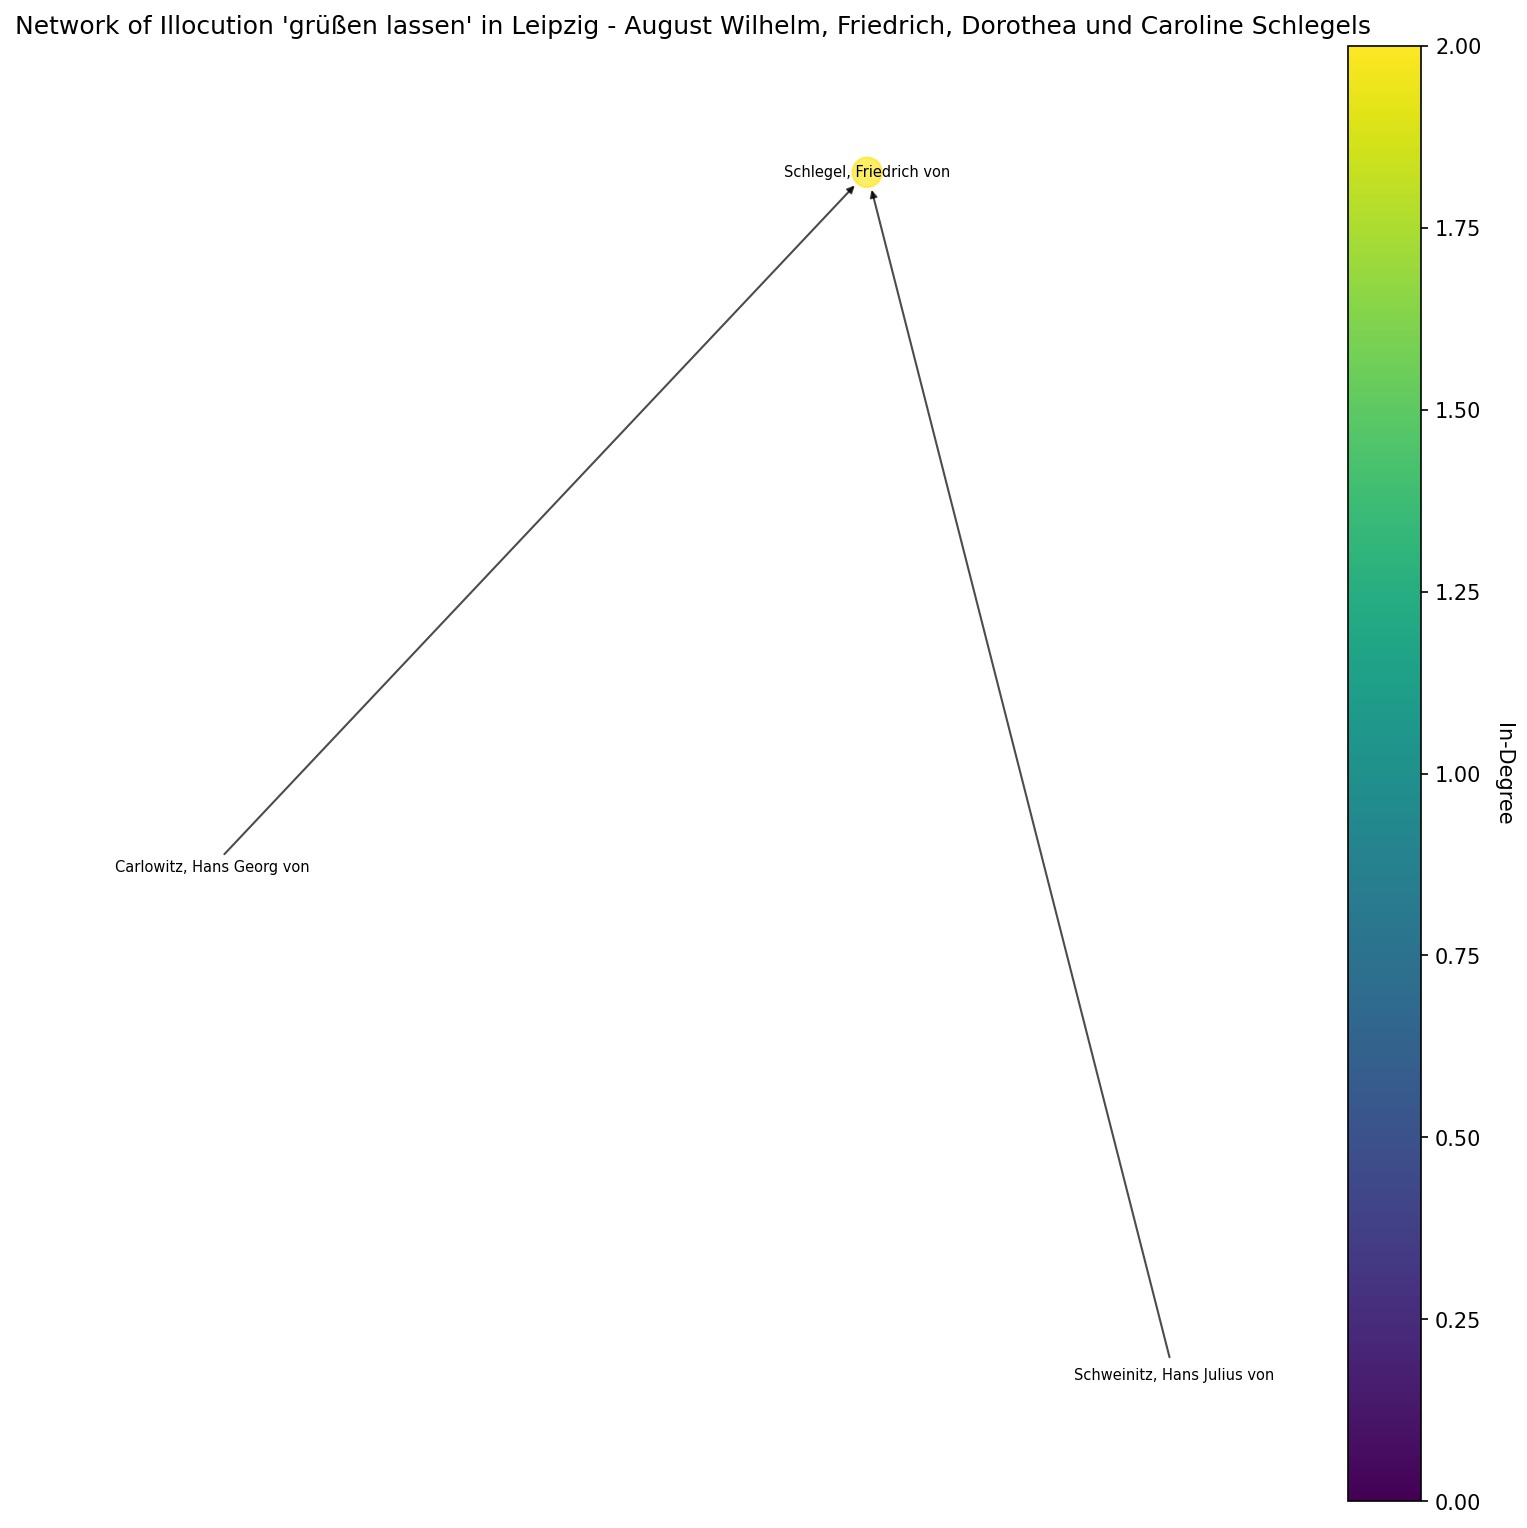 Network of Illocution 'grüßen lassen' in Leipzig - August Wilhelm, Friedrich, Dorothea und Caroline Schlegels
Schlegel, Friedrich von
Carlowitz, Hans Georg von
Schweinitz, Hans Julius von
2.00
1.75
1.50
1.25
1.00
0.75
0.50
0.25
0.00
In-Degree